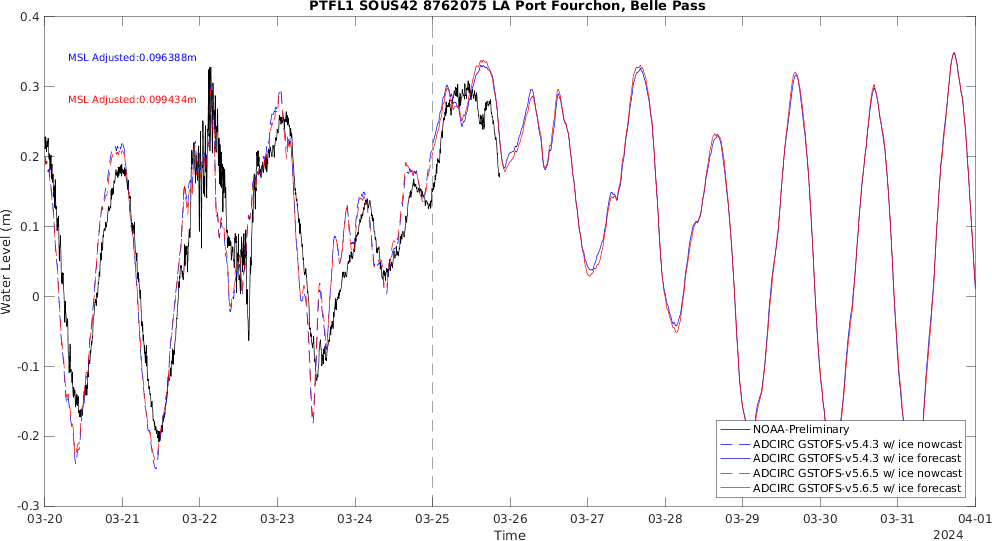 PTFL1 SOUS42 8762075 LA Port Fourchon, Belle Pass
0.4
MSL Adjusted:0.096388m
0.3
MSL Adjusted:0.099434m
0.2
0.1
Water Level (m)
0
-0.1
-0.2
NOAA-Preliminary
ADCIRC GSTOFS-v5.4.3 w/ ice nowcast
ADCIRC GSTOFS-v5.4.3 w/ ice forecast
ADCIRC GSTOFS-v5.6.5 w/ ice nowcast
ADCIRC GSTOFS-v5.6.5 w/ ice forecast
-0.3
03-20 03-21 03-22 03-23 03-24 03-25 03-26 03-27 03-28 03-29 03-30 03-31 04-01
Time
2024